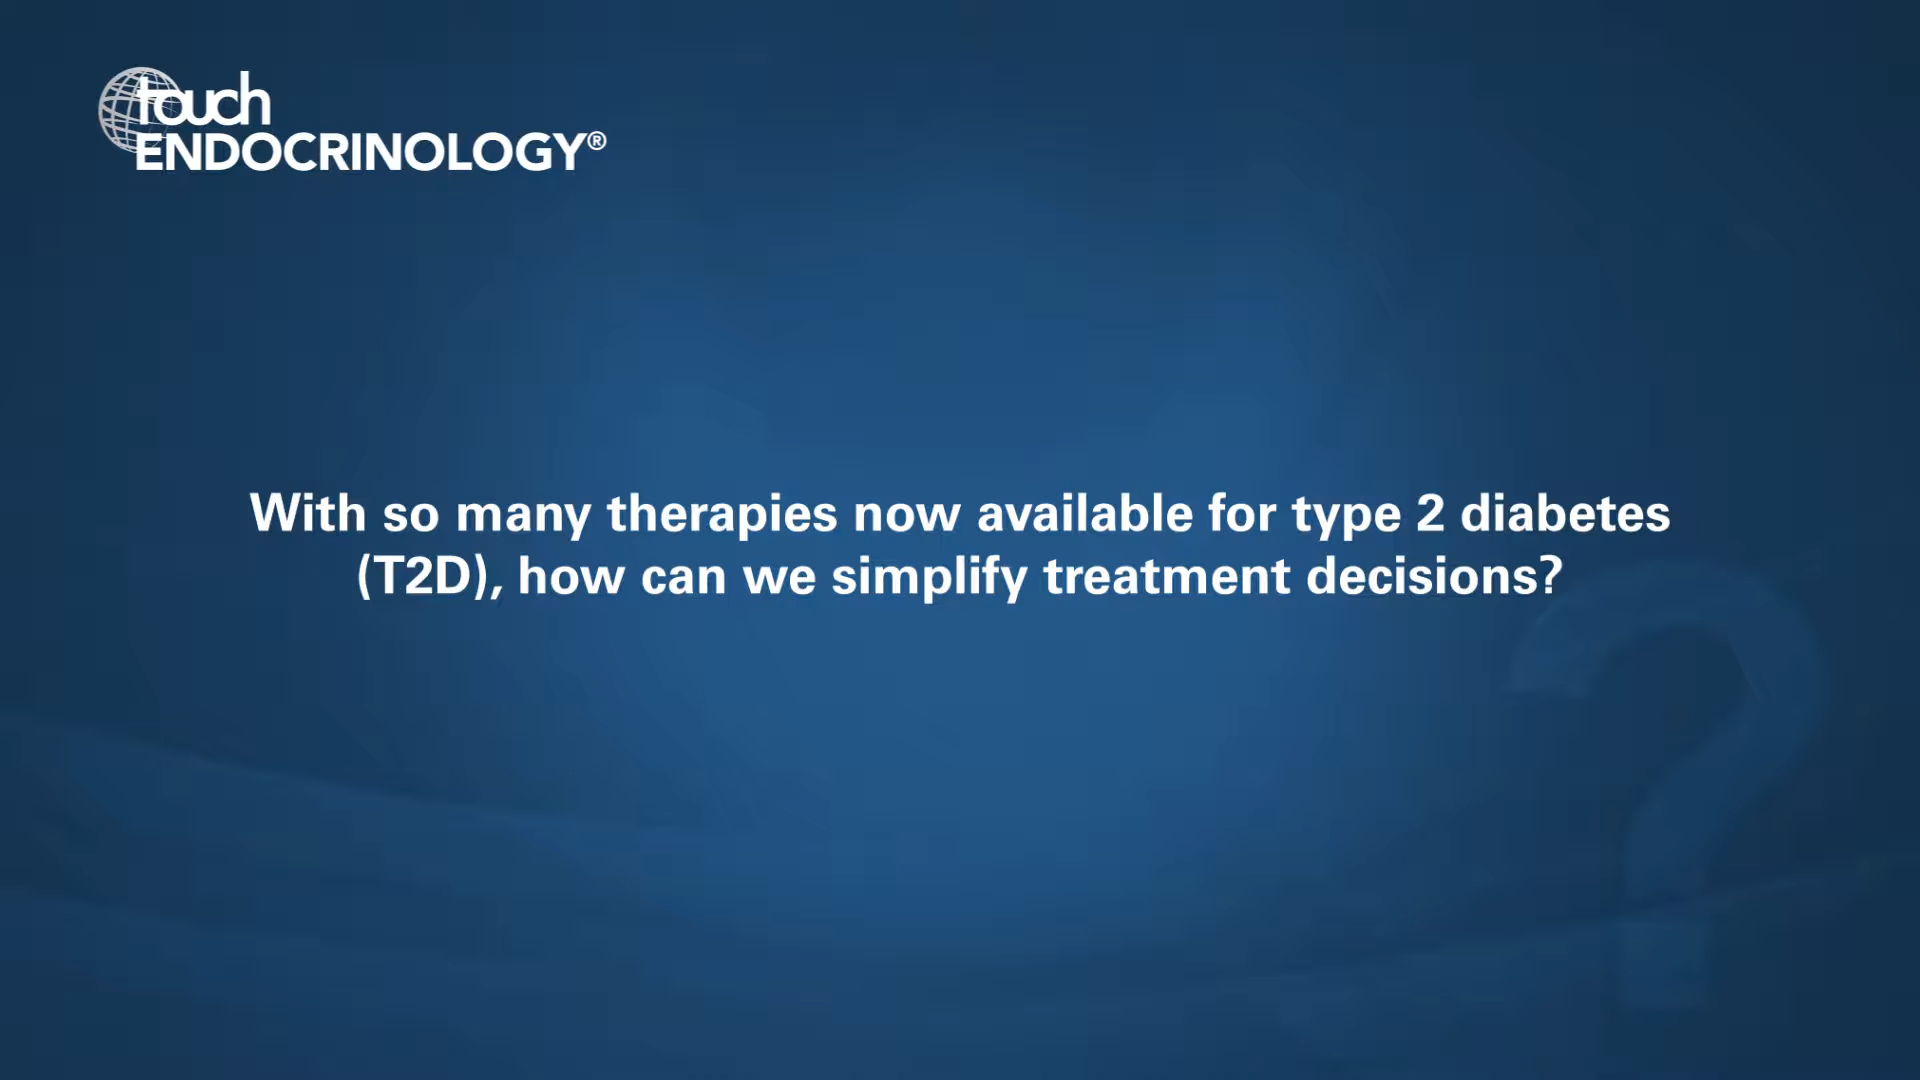 touch
ENDOCRINOLOGY®
With so many therapies now available for type 2 diabetes
(T2D), how can we simplify treatment decisions?